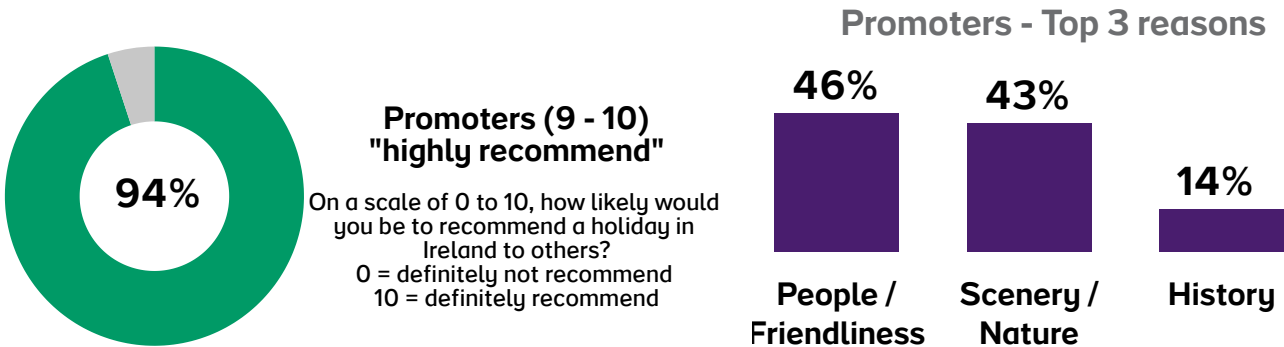 94%
Promoters (9 - 10)
"highly recommend"
On a scale of 0 to 10, how likely would
you be to recommend a holiday in
Ireland to others?
0 = definitely not recommend
10 = definitely recommend
Promoters - Top 3 reasons
46%
43%
14%
People /
Friendliness
Scenery /
Nature
History